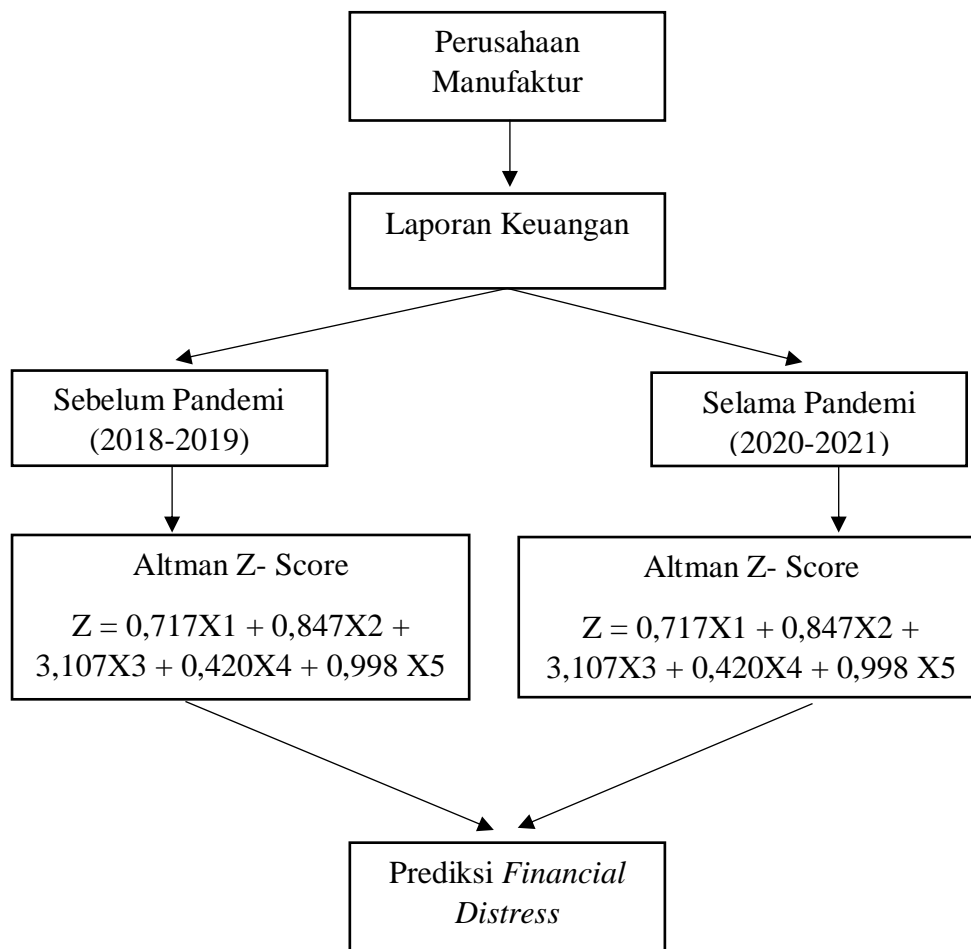 Perusahaan
Manufaktur
Laporan Keuangan
Sebelum Pandemi
(2018-2019)
Selama Pandemi
(2020-2021)
Altman Z- Score
Z = 0,717X1 + 0,847X2 +
3,107X3 + 0,420X4 + 0,998 X5
Altman Z- Score
Z = 0,717X1 + 0,847X2 +
3,107X3 + 0,420X4 + 0,998 X5
Prediksi Financial
Distress